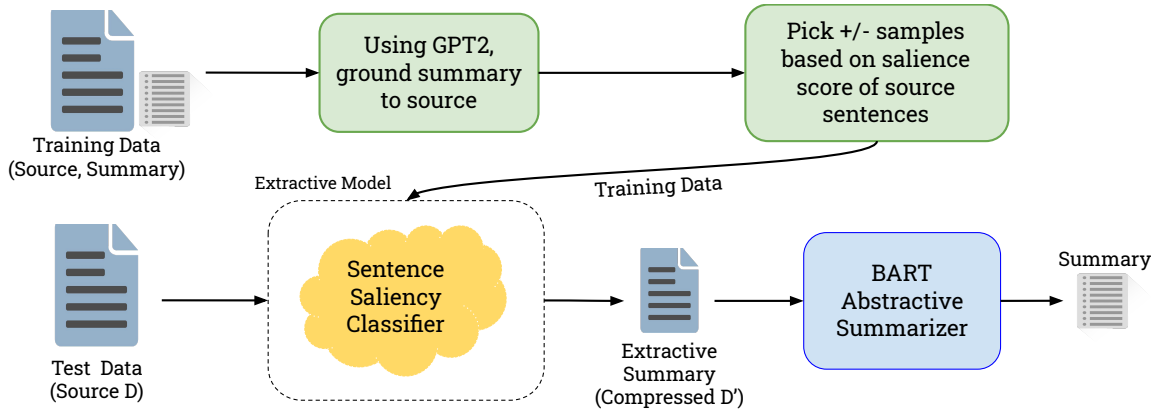 Using GPT2,
ground summary
to source
Pick +/- samples
based on salience
score of source
sentences
Training Data
(Source, Summary)
Extractive Model
Training Data
Sentence
Saliency
Classifier
BART
Abstractive
Summarizer
Summary
Test Data
(Source D)
Extractive
Summary
(Compressed D')